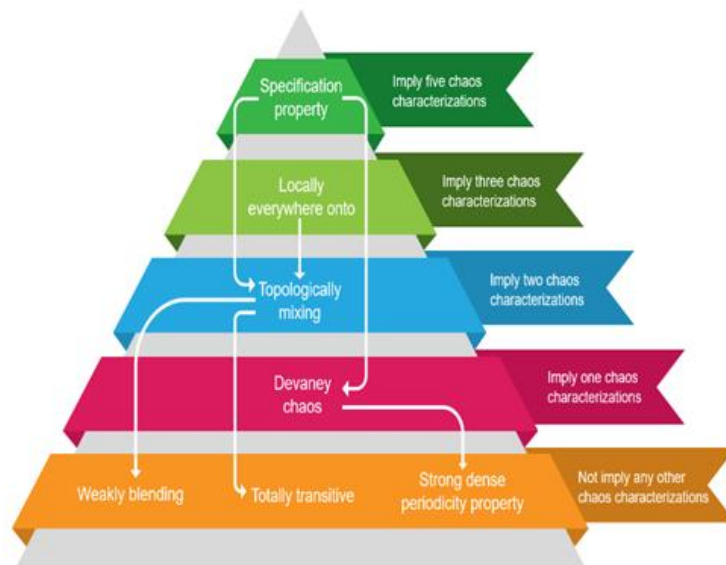 Specification
property
Imply five chaos
characterizations
Locally
everywhere onto
Imply three chaos
characterizations
Topologically
mixing
Imply two chaos
characterizations
Devaney
chaos
Imply one chaos
characterizations
Weakly blending
Totally transitive
Strong dense
periodicity property
Not imply any other
chaos characterizations